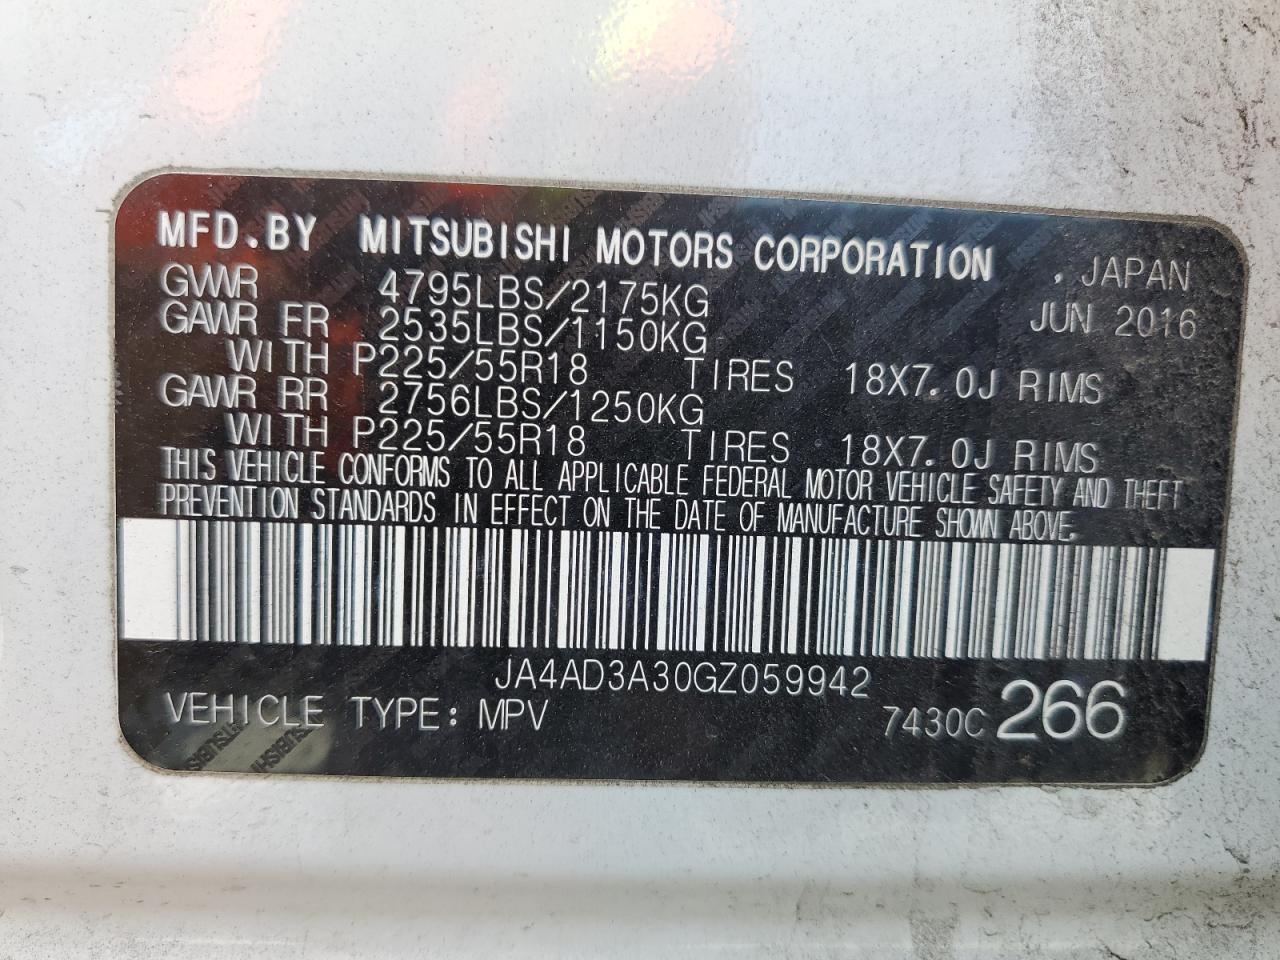 MFD.BY MITSUBISHI MOTORS CORPORATION , JAPAN
GVWR 4795LBS/2175KG JUN 2016
GAWR FR 2535LBS/1150KG
WITH P225/55R18 TIRES 18X7.0J RIMS
GAWR RR 2756LBS/1250KG
WITH P225/55R18 TIRES 18X7.0J RIMS
THIS VEHICLE CONFORMS TO ALL APPLICABLE FEDERAL MOTOR VEHICLE SAFETY AND THEFT
PREVENTION STANDARDS IN EFFECT ON THE DATE OF MANUFACTURE SHOWN ABOVE.
JA4AD3A30GZ059942
VEHICLE TYPE: MPV 7430C 266